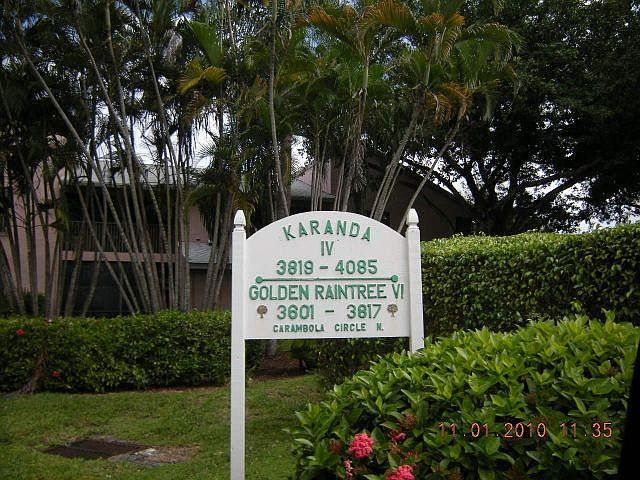 KARANDA
IV
3819 - 4085
GOLDEN RAINTREE VI
3601 - 3817
CARAMBOLA CIRCLE N.
11.01.2010 11:35